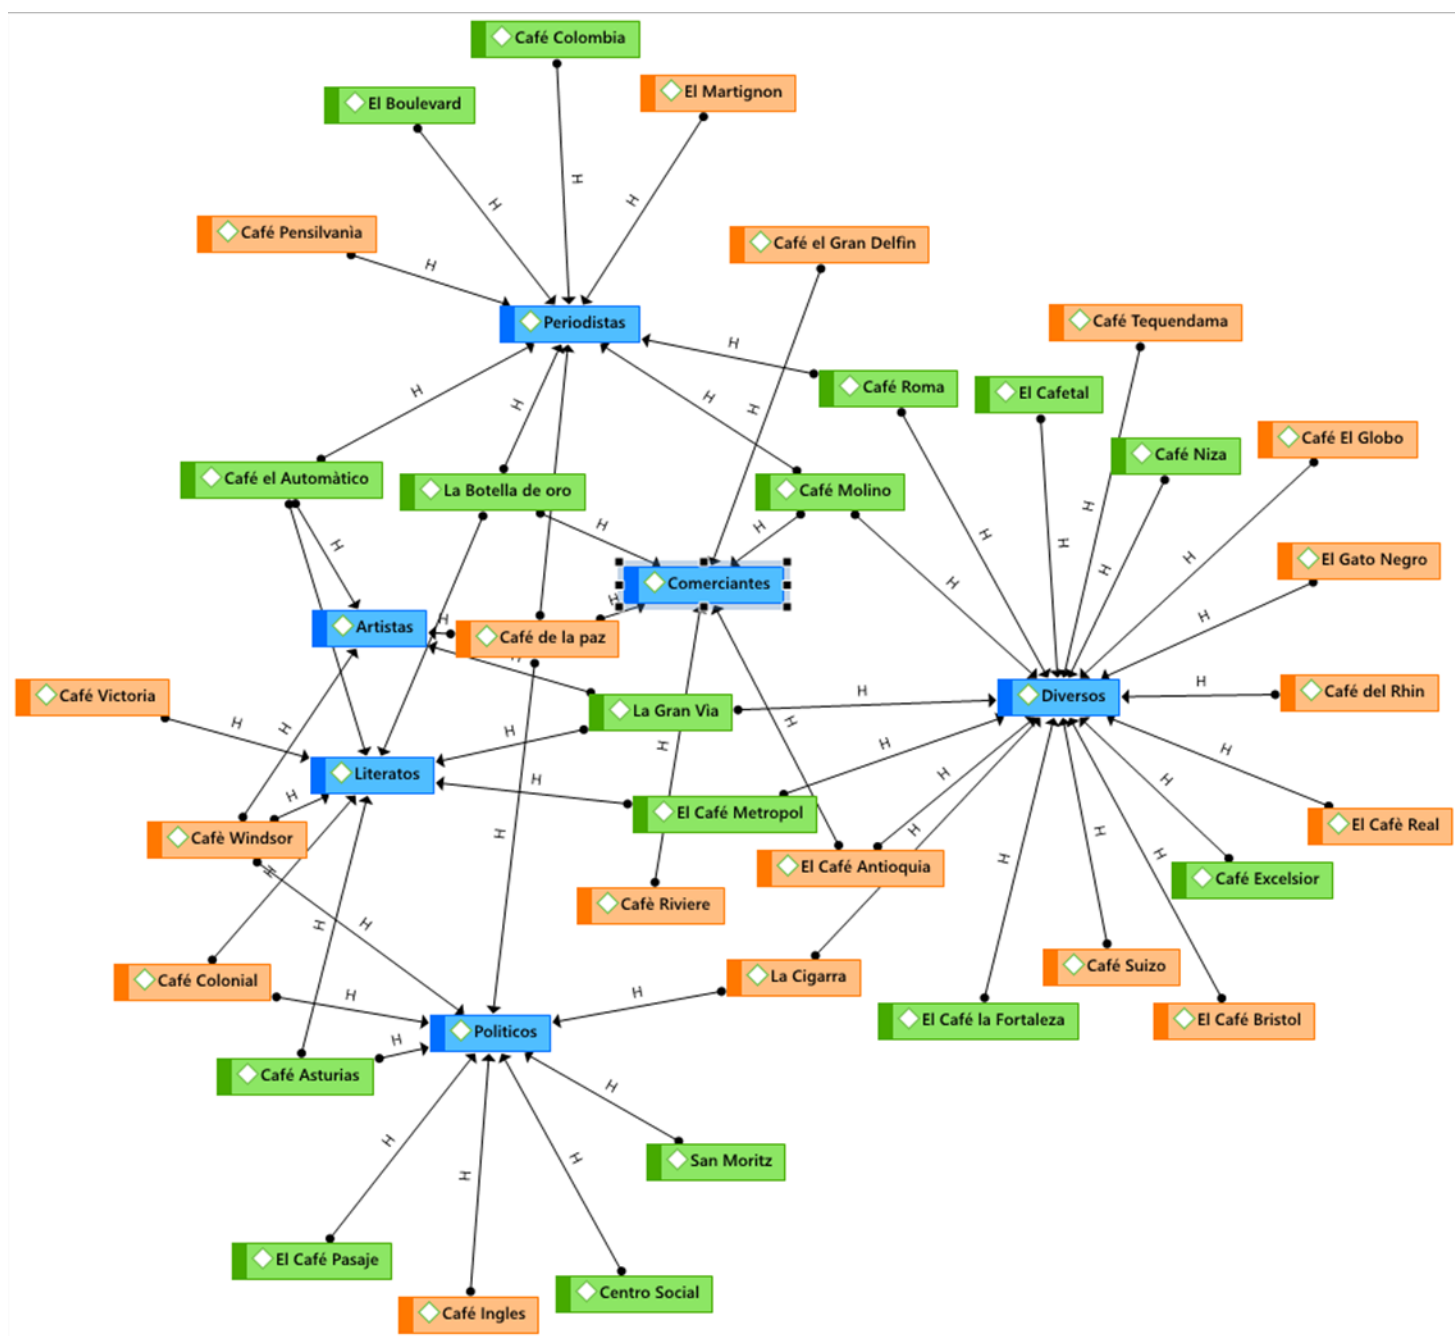 Café Colombia
El Martignon
El Boulevard
H
H
H
Café Pensilvanìa
Café el Gran Delfìn
H
Periodistas
Café Tequendama
H
Café Roma
El Cafetal
H
H
H
H
Café El Globo
Café Niza
Café el Automàtico
La Botella de oro
Café Molino
H
H
H
H
H
H
H
H
El Gato Negro
H
Comerciantes
H
H
H
Artistas
Café de la paz
H
H
Café Victoria
H
Café del Rhin
Diversos
La Gran Vìa
H
H
H
H
H
H
H
H
Literatos
H
H
H
H
El Café Metropol
El Cafè Real
Cafè Windsor
H
H
H
El Café Antioquia
H
Café Excelsior
H
Cafè Riviere
H
H
Café Suizo
La Cigarra
Café Colonial
H
H
El Café la Fortaleza
El Café Bristol
Politicos
H
Café Asturias
H
H
H
H
San Moritz
El Café Pasaje
Centro Social
Café Ingles